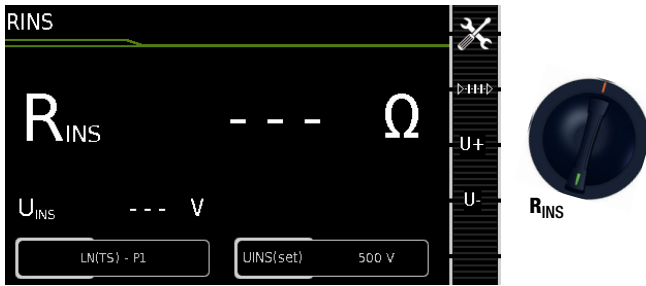 RINS
RINS - - - Ω
U+
UINS --- V
U-
LN(TS) - P1
UINS(set) 500 V
RINS